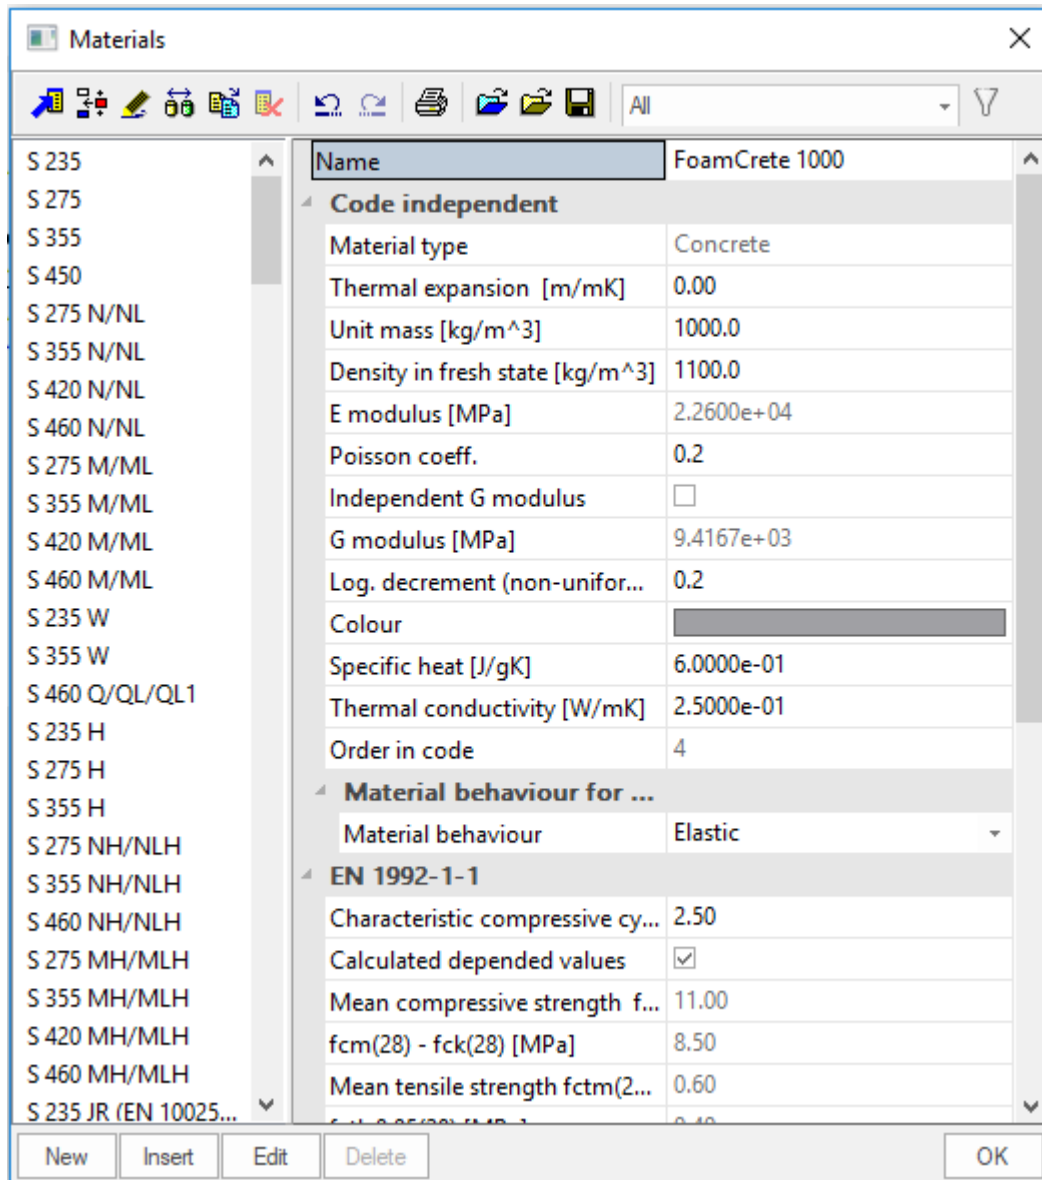 Materials
All
S 235
S 275
S 355
S 450
S 275 N/NL
S 355 N/NL
S 420 N/NL
S 460 N/NL
S 275 M/ML
S 355 M/ML
S 420 M/ML
S 460 M/ML
S 235 W
S 355 W
S 460 Q/QL/QL1
S 235 H
S 275 H
S 355 H
S 275 NH/NLH
S 355 NH/NLH
S 460 NH/NLH
S 275 MH/MLH
S 355 MH/MLH
S 420 MH/MLH
S 460 MH/MLH
S 235 JR (EN 10025...
Name FoamCrete 1000
Code independent
Material type Concrete
Thermal expansion [m/mK] 0.00
Unit mass [kg/m^3] 1000.0
Density in fresh state [kg/m^3] 1100.0
E modulus [MPa] 2.2600e+04
Poisson coeff. 0.2
Independent G modulus
G modulus [MPa] 9.4167e+03
Log. decrement (non-unifor... 0.2
Colour
Specific heat [J/gK] 6.0000e-01
Thermal conductivity [W/mK] 2.5000e-01
Order in code 4
Material behaviour for ...
Material behaviour Elastic
EN 1992-1-1
Characteristic compressive cy... 2.50
Calculated depended values
Mean compressive strength f... 11.00
fcm(28) - fck(28) [MPa] 8.50
Mean tensile strength fctm(2... 0.60
New Insert Edit Delete OK